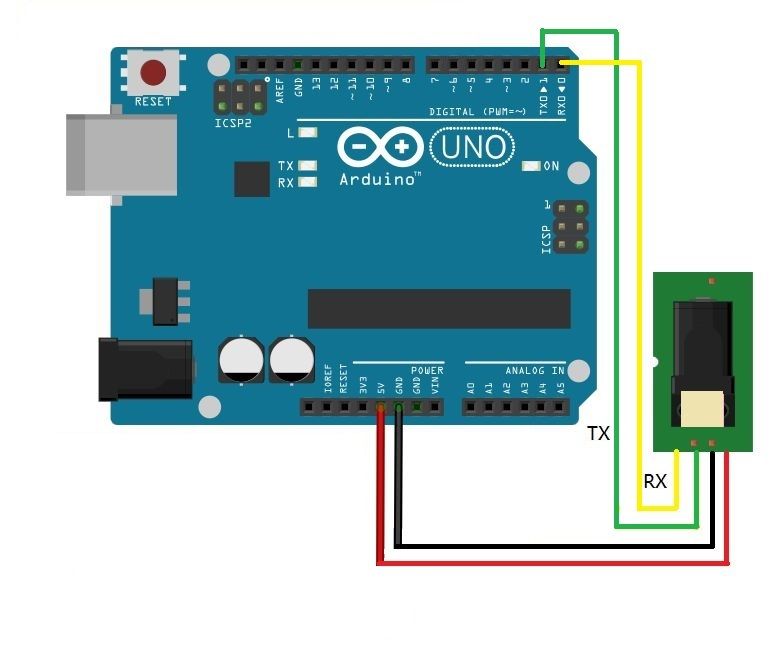 AREF
GND
13
12
~11
~10
~9
8
7
~6
~5
4
~3
2
TX0▶1
RX0◀0
RESET
ICSP2
DIGITAL (PWM=~)
L
TX
RX
Arduino™
UNO
ON
1
ICSP
POWER
ANALOG IN
IOREF
RESET
3V3
5V
GND
GND
VIN
A0
A1
A2
A3
A4
A5
TX
RX